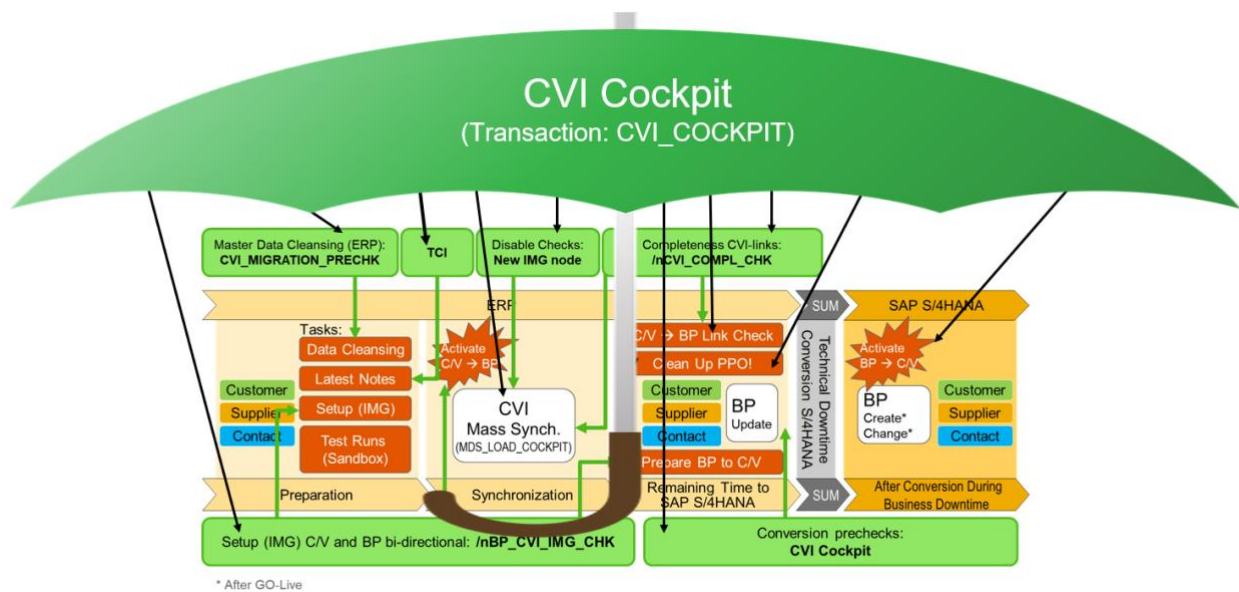 CVI Cockpit
(Transaction: CVI_COCKPIT)
Master Data Cleansing (ERP):
CVI_MIGRATION_PRECHK
TCI
Disable Checks:
New IMG node
Completeness CVI-links:
/nCVI_COMPL_CHK
ERP
SUM
SAP S/4HANA
Tasks:
Data Cleansing
Latest Notes
Setup (IMG)
Test Runs
(Sandbox)
Customer
Supplier
Contact
Activate
C/V → BP
CVI
Mass Synch.
(MDS_LOAD_COCKPIT)
C/V → BP Link Check
Clean Up PPO!
Customer
Supplier
Contact
BP
Update
Prepare BP to C/V
Technical Downtime
Conversion S/4HANA
Activate
BP → C/V
BP
Create*
Change*
Customer
Supplier
Contact
Preparation
Synchronization
Remaining Time to
SAP S/4HANA
SUM
After Conversion During
Business Downtime
Setup (IMG) C/V and BP bi-directional: /nBP_CVI_IMG_CHK
Conversion prechecks:
CVI Cockpit
* After GO-Live